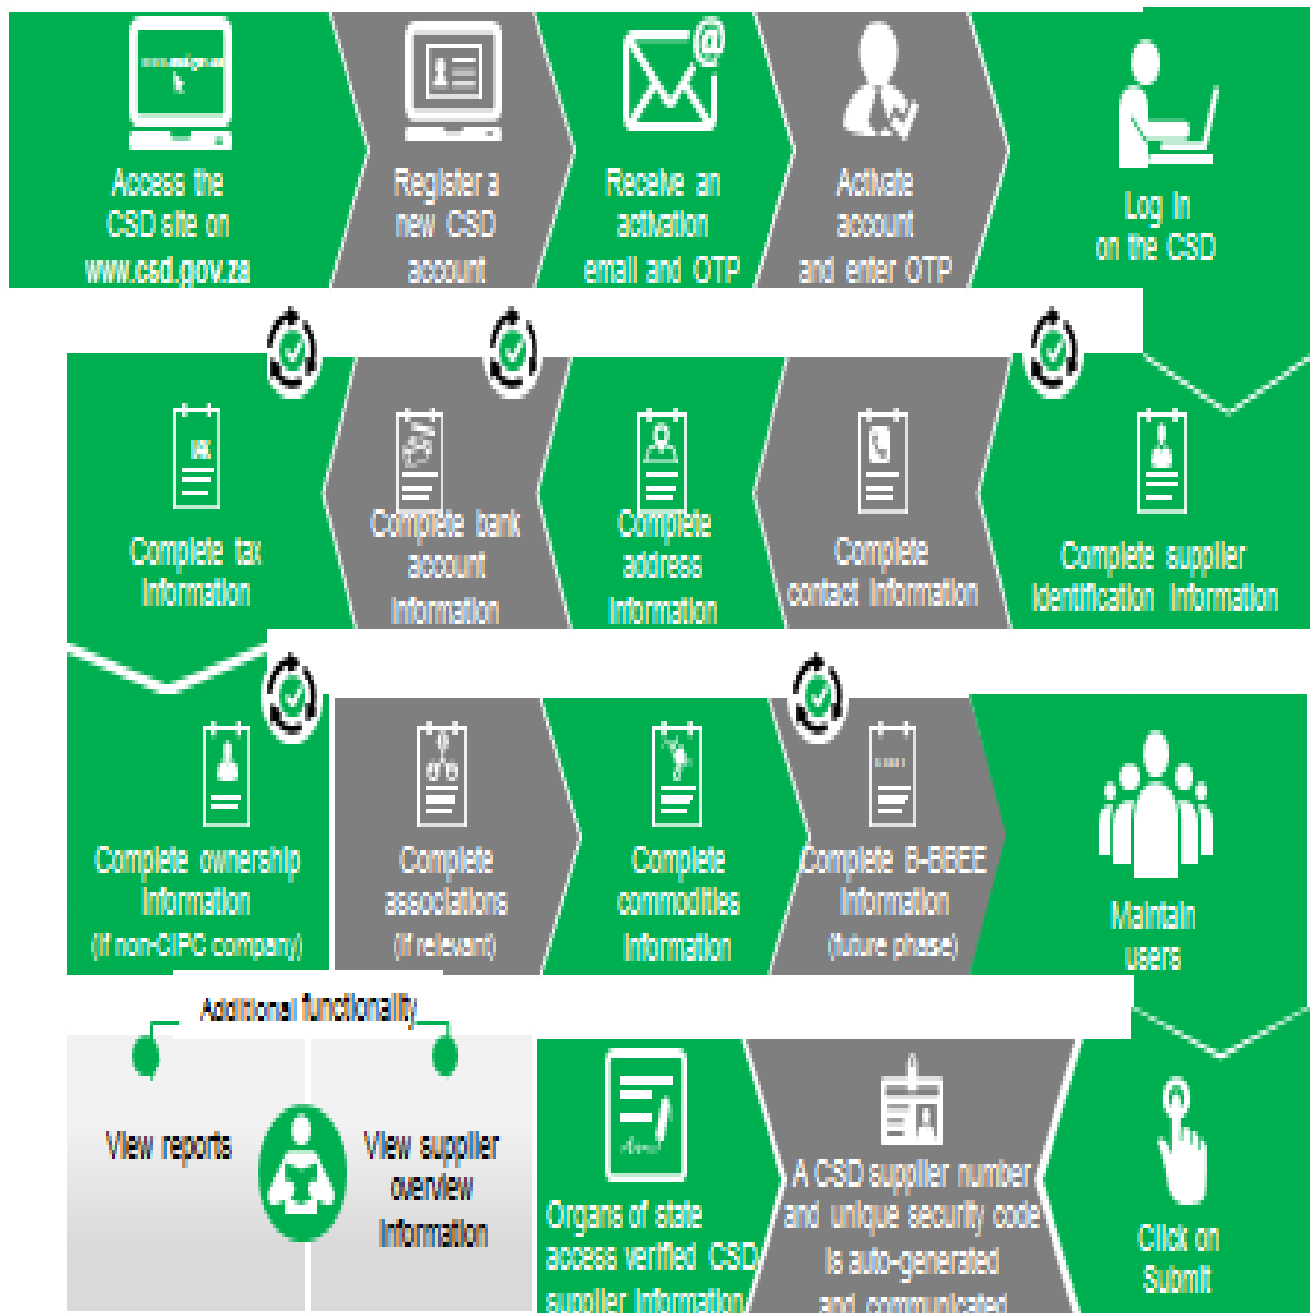 Access the
CSD site on
www.csd.gov.za
Register a
new CSD
account
Receive an
activation
email and OTP
Activate
account
and enter OTP
Log in
on the CSD
Complete supplier
identification information
Complete
contact information
Complete
address
information
Complete bank
account
information
TAX
Complete tax
information
Complete ownership
information
(if non-CIPC company)
Complete
associations
(if relevant)
Complete
commodities
information
Complete B-BBEE
information
(future phase)
Maintain
users
Click on
Submit
A CSD supplier number
and unique security code
is auto-generated
and communicated
Organs of state
access verified CSD
supplier information
Additional functionality
View reports
View supplier
overview
information